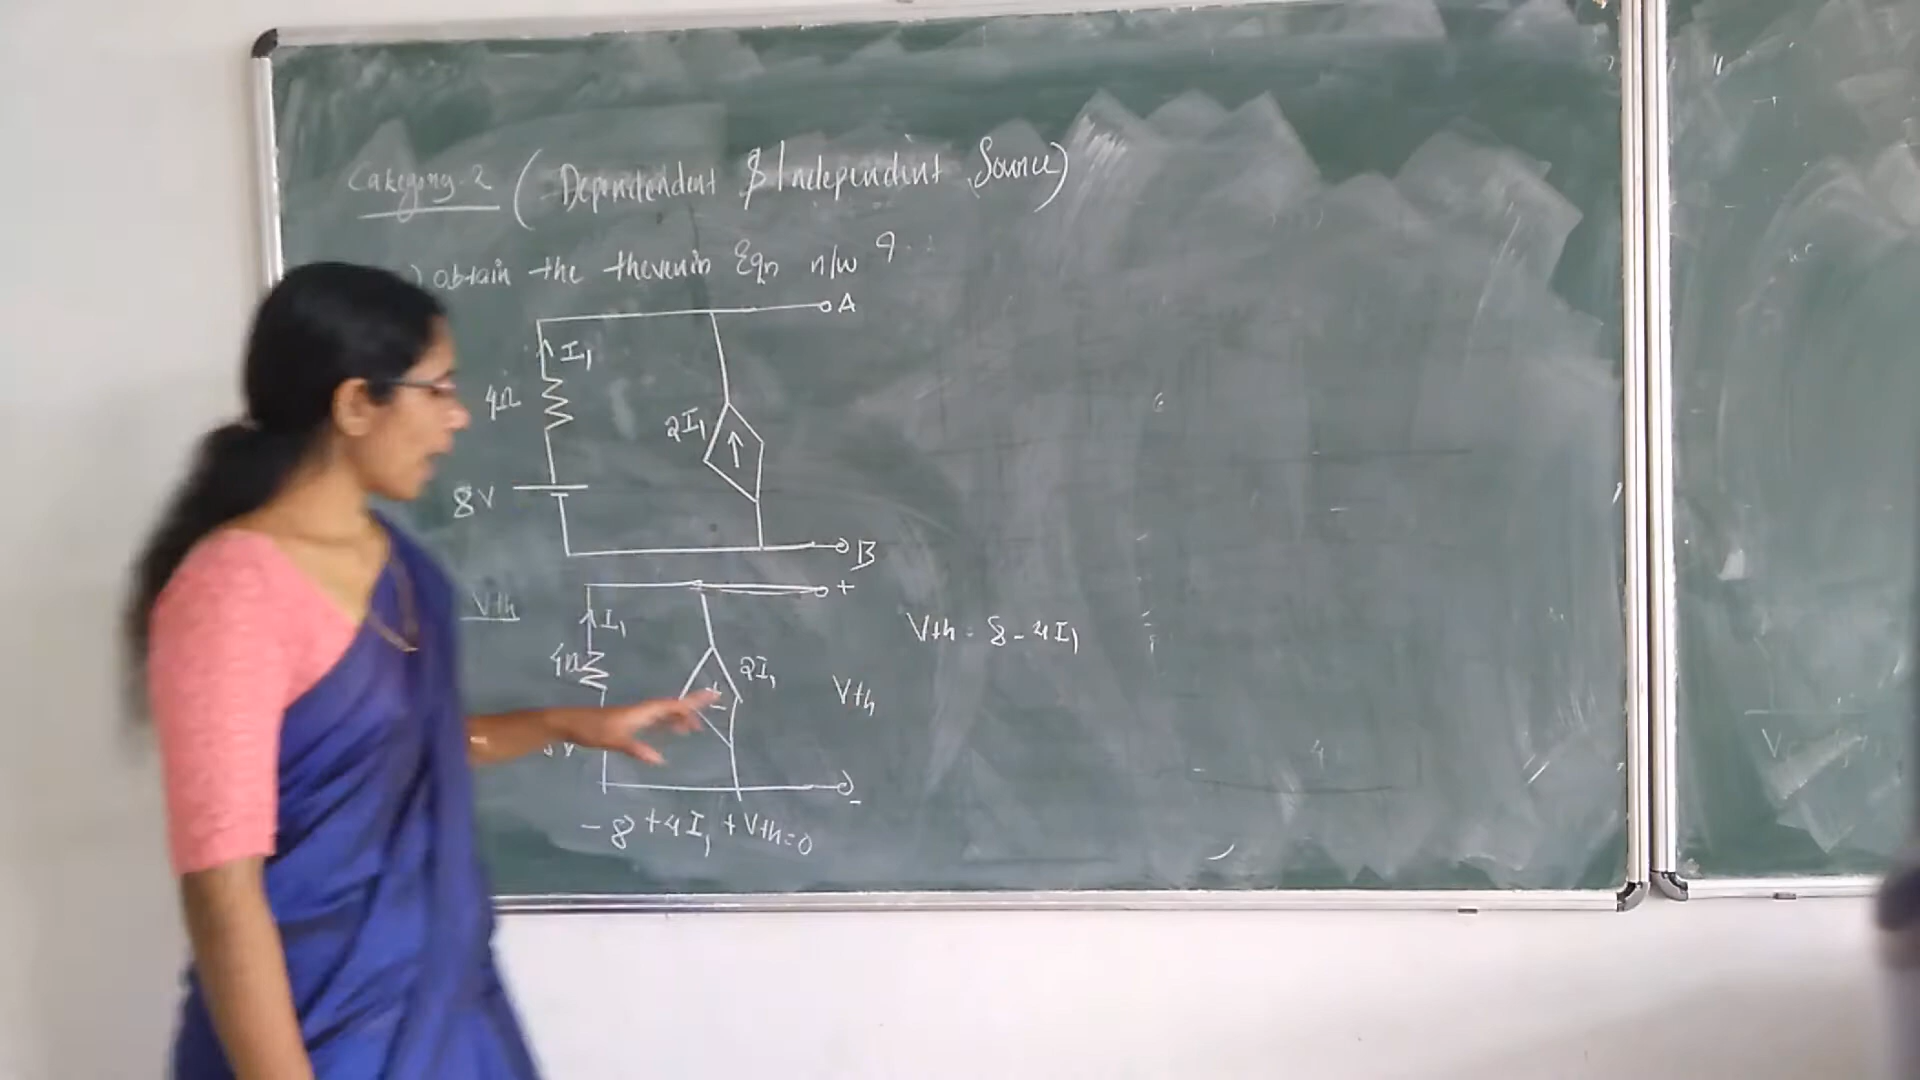 Category-2 ( Dependendent & Independent Source)
) obtain the thevenin Eqn n/w ?
A
I1
4Ω
2I1
8V
B
Vth
+
I1
4Ω
2I1
+
-
Vth
-
-8+4I1+Vth=0
Vth = 8-4I1